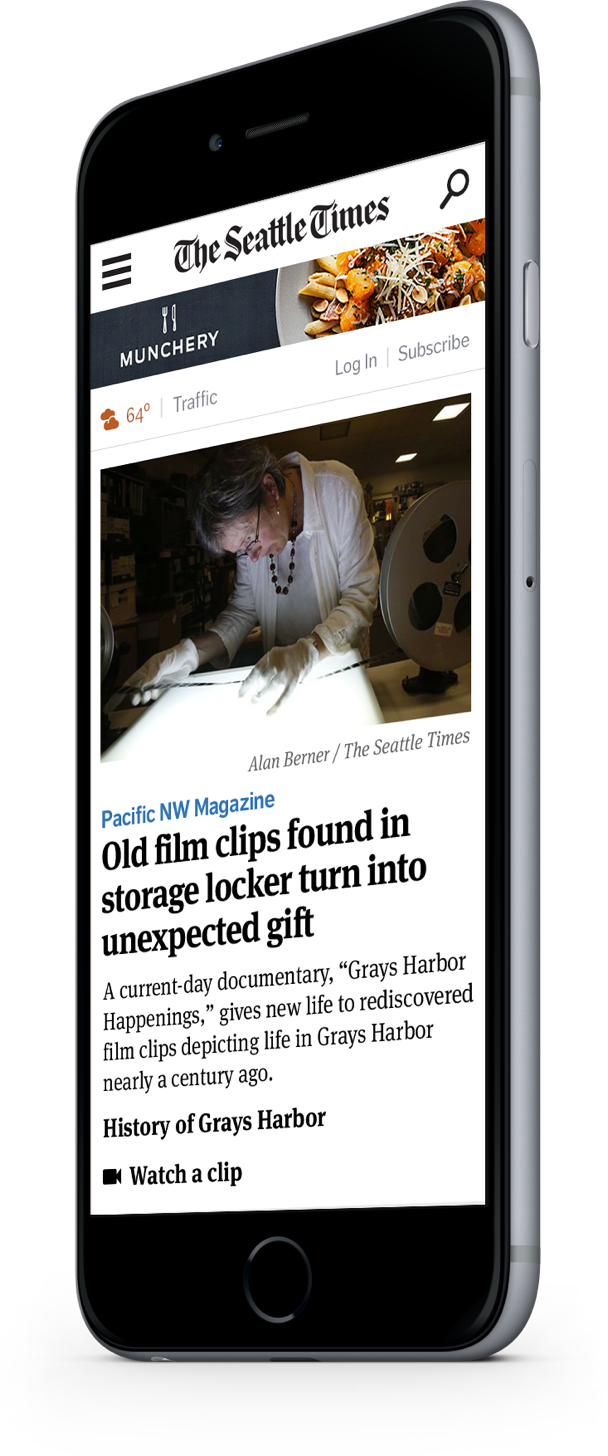 The Seattle Times
MUNCHERY
Log In | Subscribe
64° | Traffic
Alan Berner / The Seattle Times
Pacific NW Magazine
Old film clips found in
storage locker turn into
unexpected gift
A current-day documentary, “Grays Harbor
Happenings,” gives new life to rediscovered
film clips depicting life in Grays Harbor
nearly a century ago.
History of Grays Harbor
Watch a clip